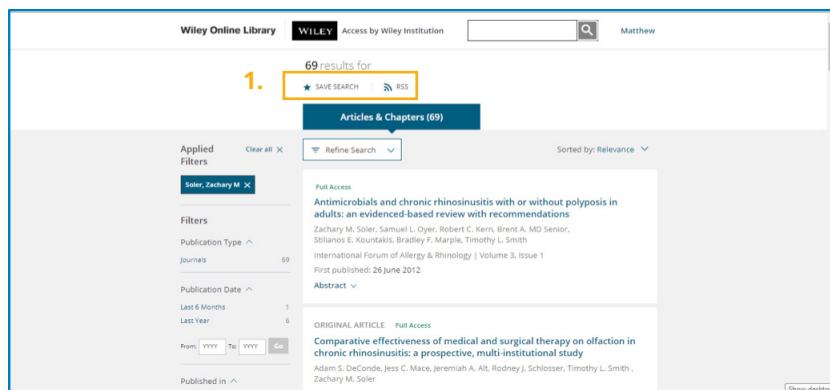 Wiley Online Library WILEY Access by Wiley Institution Matthew
69 results for
1.
SAVE SEARCH RSS
Articles & Chapters (69)
Applied Filters Clear all X
Refine Search
Sorted by: Relevance
Soler, Zachary M X
Filters
Publication Type
Journals 69
Publication Date
Last 6 Months 1
Last Year 6
From: YYYY To: YYYY Go
Published in
Full Access
Antimicrobials and chronic rhinosinusitis with or without polyposis in
adults: an evidenced-based review with recommendations
Zachary M. Soler, Samuel L. Oyer, Robert C. Kern, Brent A. MD Senior,
Stilianos E. Kountakis, Bradley F. Marple, Timothy L. Smith
International Forum of Allergy & Rhinology | Volume 3, Issue 1
First published: 26 June 2012
Abstract
ORIGINAL ARTICLE Full Access
Comparative effectiveness of medical and surgical therapy on olfaction in
chronic rhinosinusitis: a prospective, multi-institutional study
Adam S. DeConde, Jess C. Mace, Jeremiah A. Alt, Rodney J. Schlosser, Timothy L. Smith ,
Zachary M. Soler
Show desktop